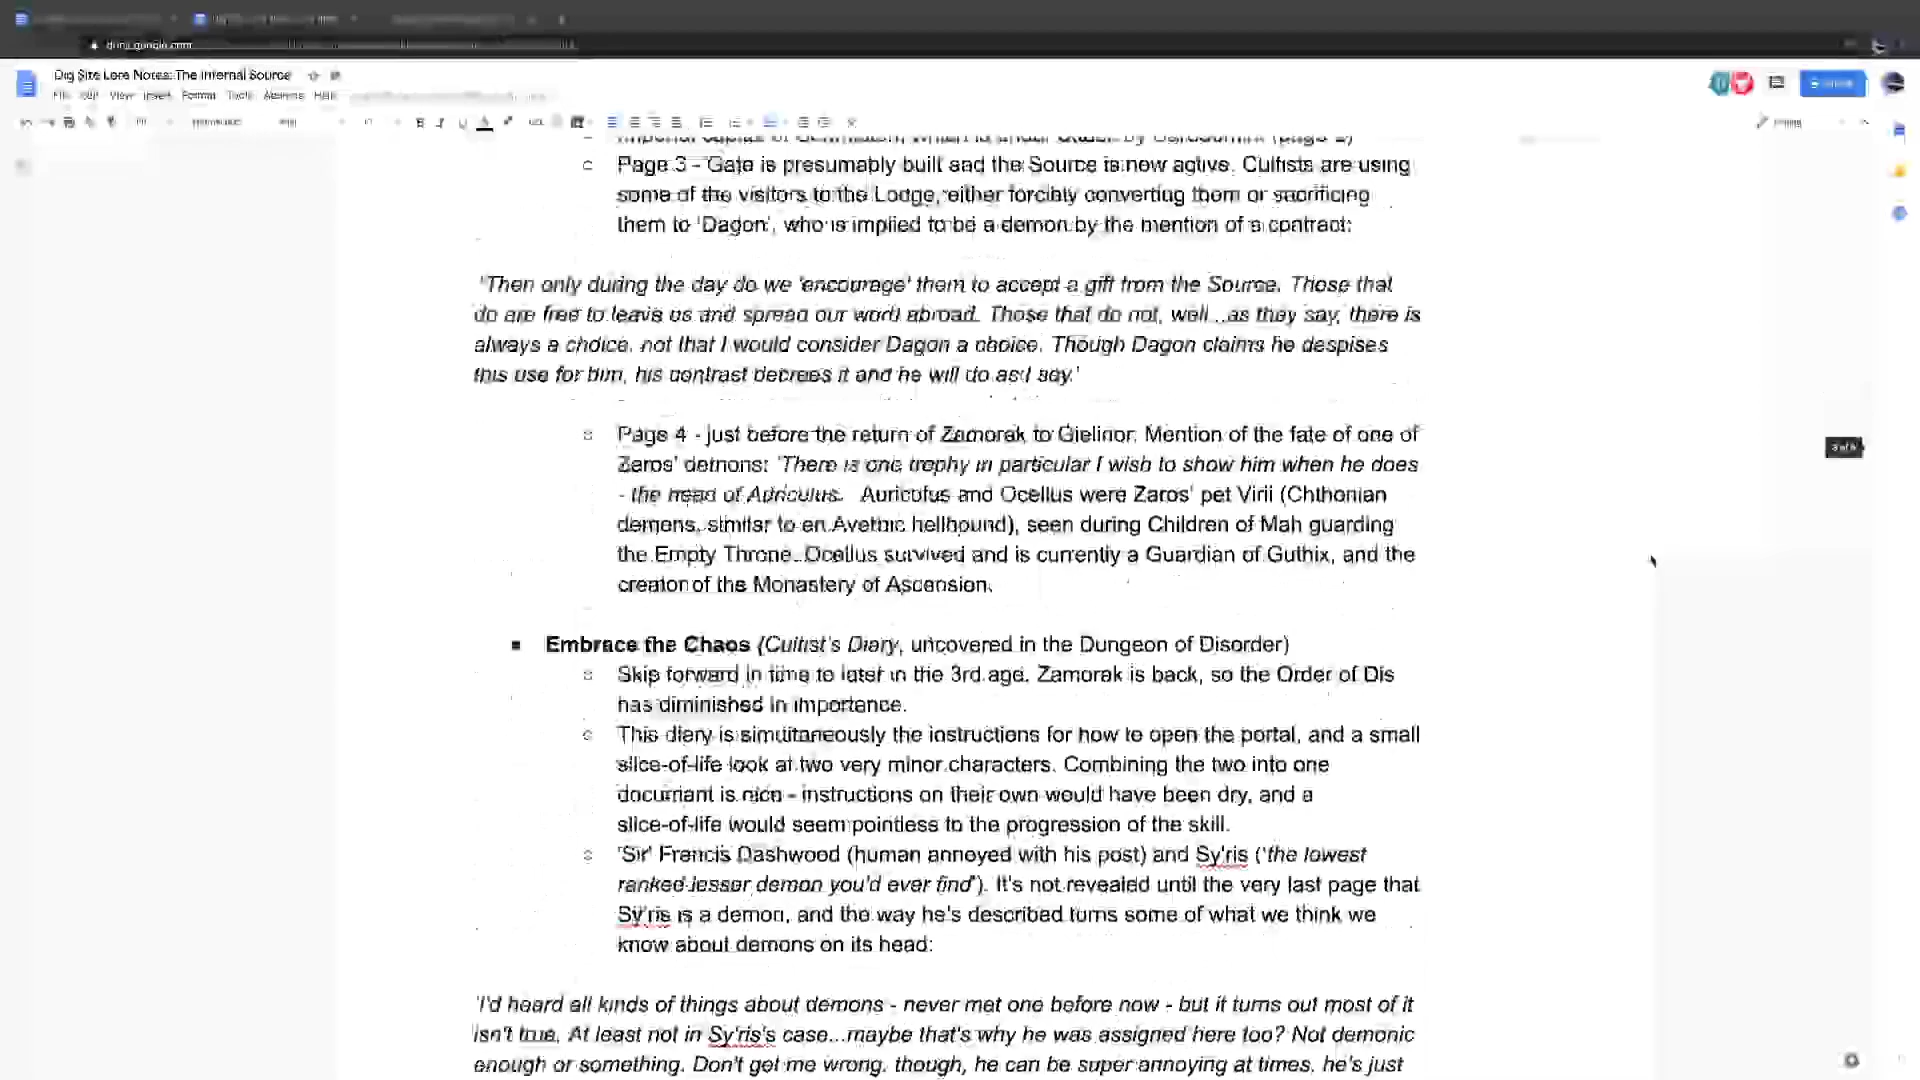 Dig Site Lore Notes: The Infernal Source
File Edit View Insert Format Tools Help
Page 3 - 'Gate is presumably built and the Source is now active. Cultists are using
some of the visitors to the Lodge, either forcibly converting them or sacrificing
them to 'Dagon', who is implied to be a demon by the mention of a contract:
'Then only during the day do we 'encourage' them to accept a gift from the Source. Those that
do are free to leave us and spread our word abroad. Those that do not, well...as they say, there is
always a choice, not that I would consider Dagon a choice. Though Dagon claims he despises
this use for him, his contract decrees it and he will do as I say.'
Page 4 - just before the return of Zamorak to Gielinor. Mention of the fate of one of
Zaros' demons: 'There is one trophy in particular I wish to show him when he does
- the head of Auriculus. Auriculus and Ocellus were Zaros' pet Virii (Chthonian
demons, similar to an Avernic hellhound), seen during Children of Mah guarding
the Empty Throne. Ocellus survived and is currently a Guardian of Guthix, and the
creator of the Monastery of Ascension.
Embrace the Chaos (Cultist's Diary, uncovered in the Dungeon of Disorder)
Skip forward in time to later in the 3rd age. Zamorak is back, so the Order of Dis
has diminished in importance.
This diary is simultaneously the instructions for how to open the portal, and a small
slice-of-life look at two very minor characters. Combining the two into one
document is nice - instructions on their own would have been dry, and a
slice-of-life would seem pointless to the progression of the skill.
'Sir' Francis Dashwood (human annoyed with his post) and Sy'ris ('the lowest
ranked lesser demon you'd ever find'). It's not revealed until the very last page that
Sy'ris is a demon, and the way he's described turns some of what we think we
know about demons on its head:
'I'd heard all kinds of things about demons - never met one before now - but it turns out most of it
isn't true. At least not in Sy'ris's case...maybe that's why he was assigned here too? Not demonic
enough or something. Don't get me wrong, though, he can be super annoying at times, he's just